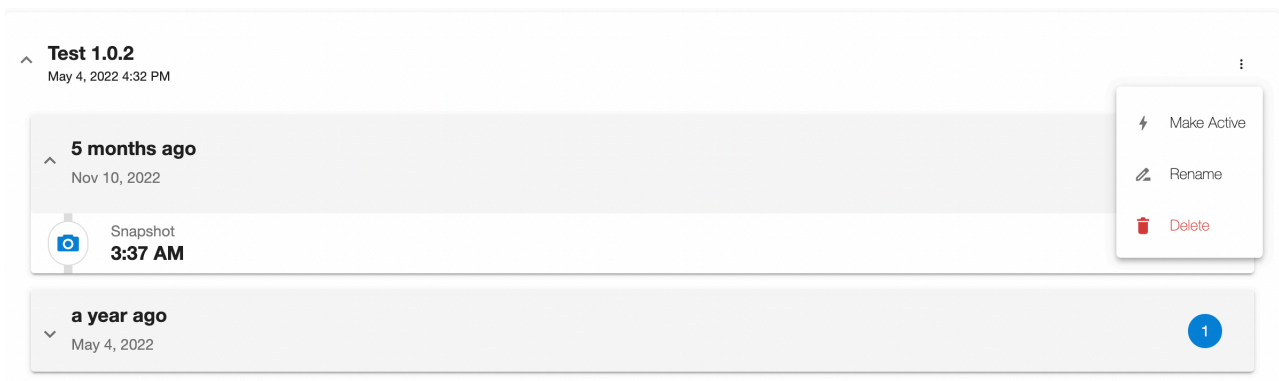 Test 1.0.2
May 4, 2022 4:32 PM
Make Active
5 months ago
Nov 10, 2022
Rename
Delete
Snapshot
3:37 AM
a year ago
May 4, 2022
1